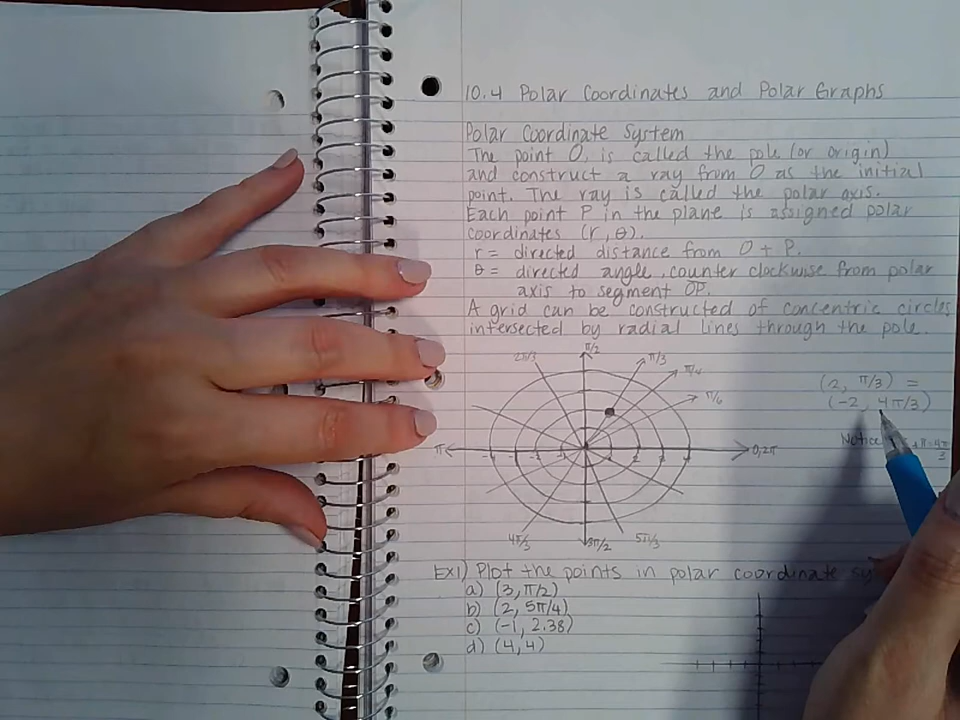 10.4 Polar Coordinates and Polar Graphs
Polar Coordinate System
The point O, is called the pole (or origin)
and construct a ray from O as the initial
point. The ray is called the polar axis.
Each point P in the plane is assigned polar
coordinates (r, θ).
r = directed distance from O + P.
θ = directed angle, counter clockwise from polar
axis to segment OP.
A grid can be constructed of concentric circles
intersected by radial lines through the pole.
2π/3 π/2 π/3
π/4
π/6
π 0,2π
4π/3 3π/2 5π/3
(2, π/3) =
(-2, 4π/3)
Notice +π=4π/3
EX1) Plot the points in polar coordinate sy
a) (3, π/2)
b) (2, 5π/4)
c) (-1, 2.38)
d) (4,4)